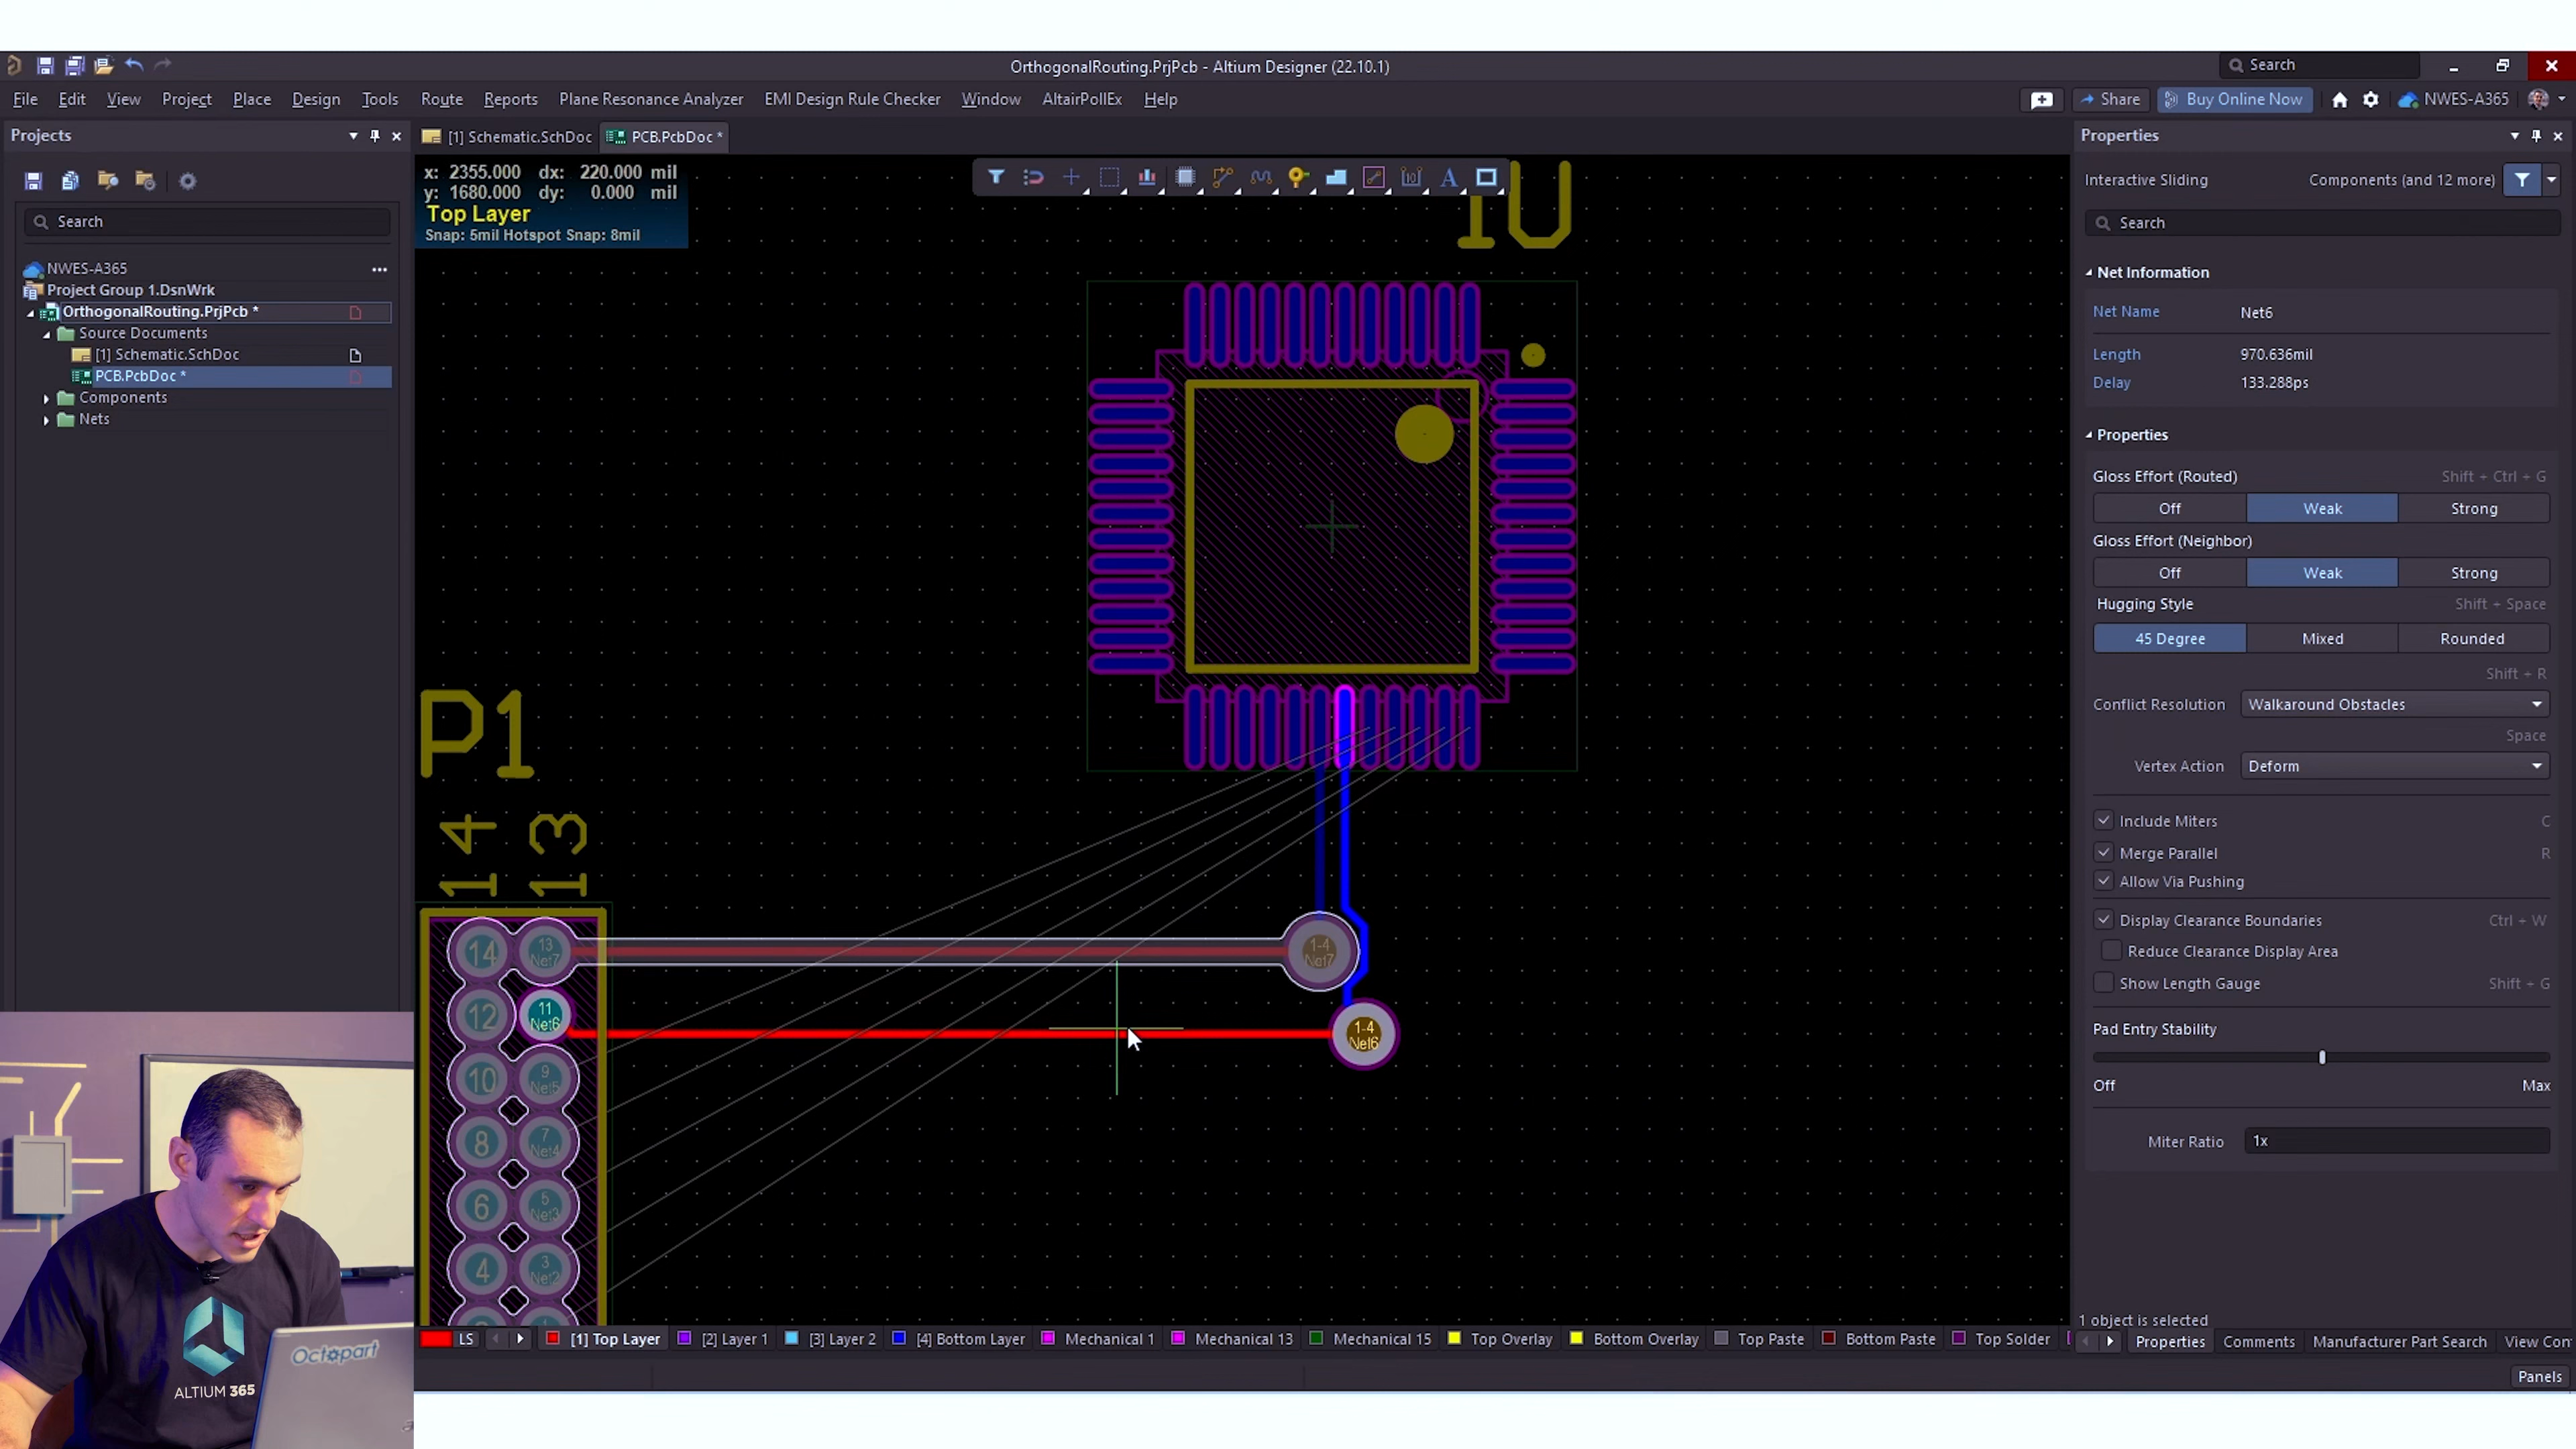 OrthogonalRouting.PrjPcb - Altium Designer (22.10.1)
Search
File Edit View Project Place Design Tools Route Reports Plane Resonance Analyzer EMI Design Rule Checker Window AltairPollEx Help
Share Buy Online Now NWES-A365
Projects
[1] Schematic.SchDoc PCB.PcbDoc *
Properties
x: 2355.000 dx: 220.000 mil
y: 1680.000 dy: 0.000 mil
Top Layer
Snap: 5mil Hotspot Snap: 8mil
Search
NWES-A365
Project Group 1.DsnWrk
OrthogonalRouting.PrjPcb *
Source Documents
[1] Schematic.SchDoc
PCB.PcbDoc *
Components
Nets
1U
P1
14
13
14
13
Net7
12
11
Net6
10
9
Net5
8
7
Net4
6
5
Net3
4
3
Net2
1-4
Net7
1-4
Net6
Interactive Sliding Components (and 12 more)
Search
Net Information
Net Name Net6
Length 970.636mil
Delay 133.288ps
Properties
Gloss Effort (Routed) Shift + Ctrl + G
Off Weak Strong
Gloss Effort (Neighbor)
Off Weak Strong
Hugging Style Shift + Space
45 Degree Mixed Rounded
Shift + R
Conflict Resolution Walkaround Obstacles
Space
Vertex Action Deform
Include Miters C
Merge Parallel R
Allow Via Pushing
Display Clearance Boundaries Ctrl + W
Reduce Clearance Display Area
Show Length Gauge Shift + G
Pad Entry Stability
Off Max
Miter Ratio 1x
1 object is selected
LS [1] Top Layer [2] Layer 1 [3] Layer 2 [4] Bottom Layer Mechanical 1 Mechanical 13 Mechanical 15 Top Overlay Bottom Overlay Top Paste Bottom Paste Top Solder
Properties Comments Manufacturer Part Search View Con
Panels
Octopart
ALTIUM 365